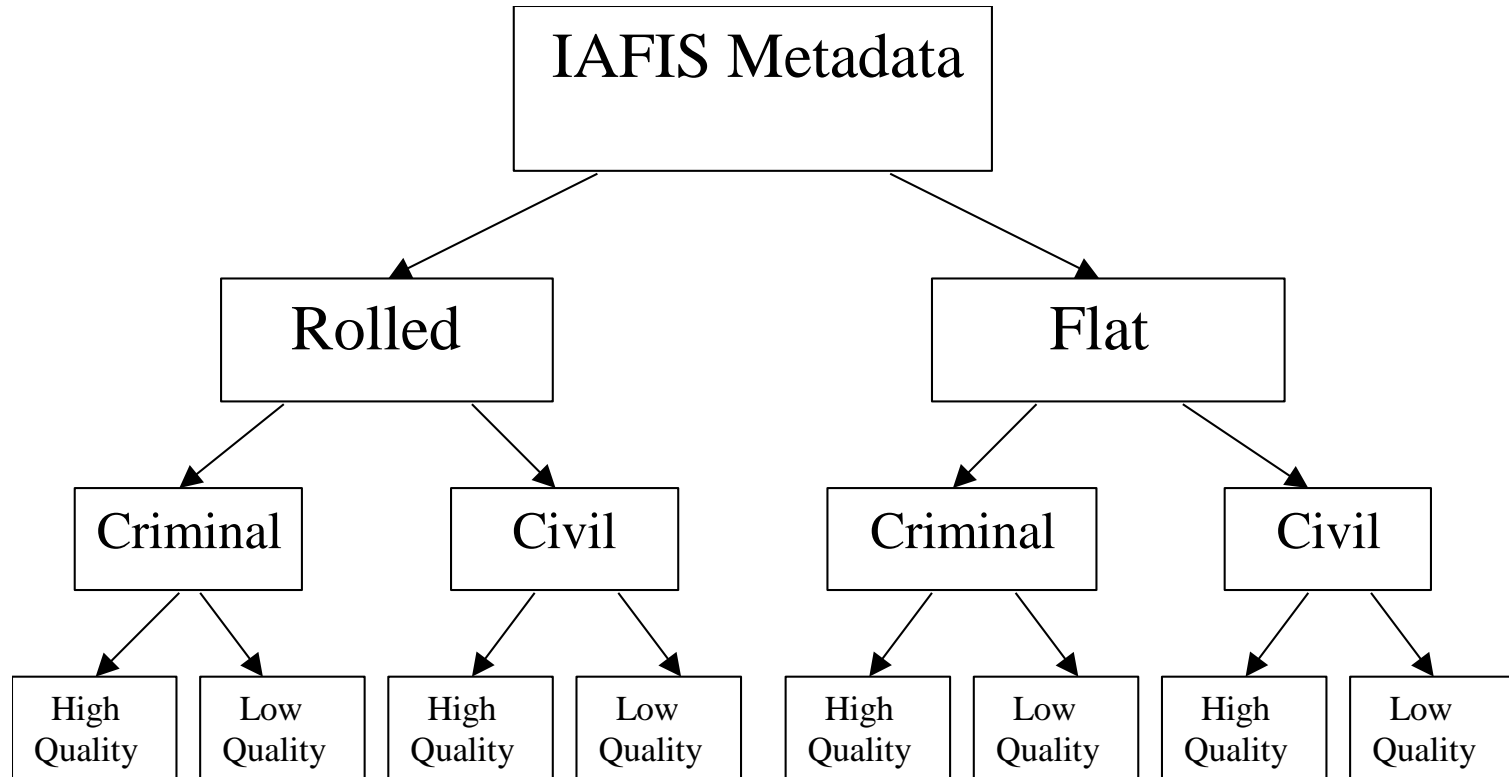 IAFIS Metadata
Rolled
Flat
Criminal
Civil
Criminal
Civil
High
Quality
Low
Quality
High
Quality
Low
Quality
High
Quality
Low
Quality
High
Quality
Low
Quality